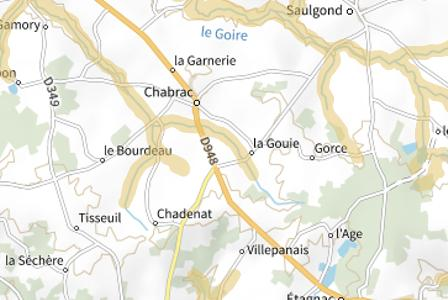 Saulgond
Gamory
le Goire
la Garnerie
D349
Chabrac
D948
la Gouie
Gorce
le Bourdeau
Tisseuil
Chadenat
l'Age
Villepanais
la Séchère
Étagnac